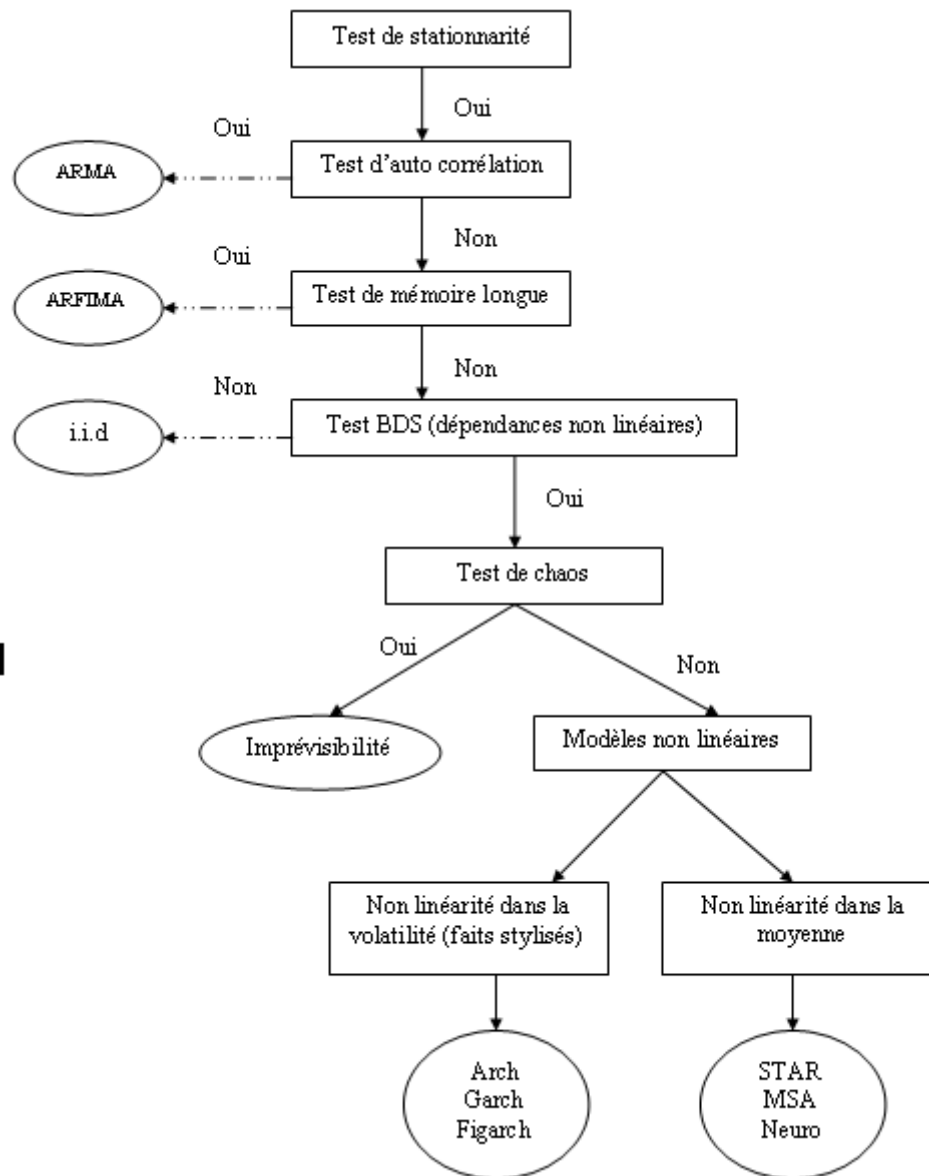 Test de stationnarité
Oui
Oui
ARMA
Test d'auto corrélation
Non
Oui
ARFIMA
Test de mémoire longue
Non
Non
i.i.d
Test BDS (dépendances non linéaires)
Oui
Test de chaos
Oui
Non
Imprévisibilité
Modèles non linéaires
Non linéarité dans la
volatilité (faits stylisés)
Non linéarité dans la
moyenne
Arch
Garch
Figarch
STAR
MSA
Neuro